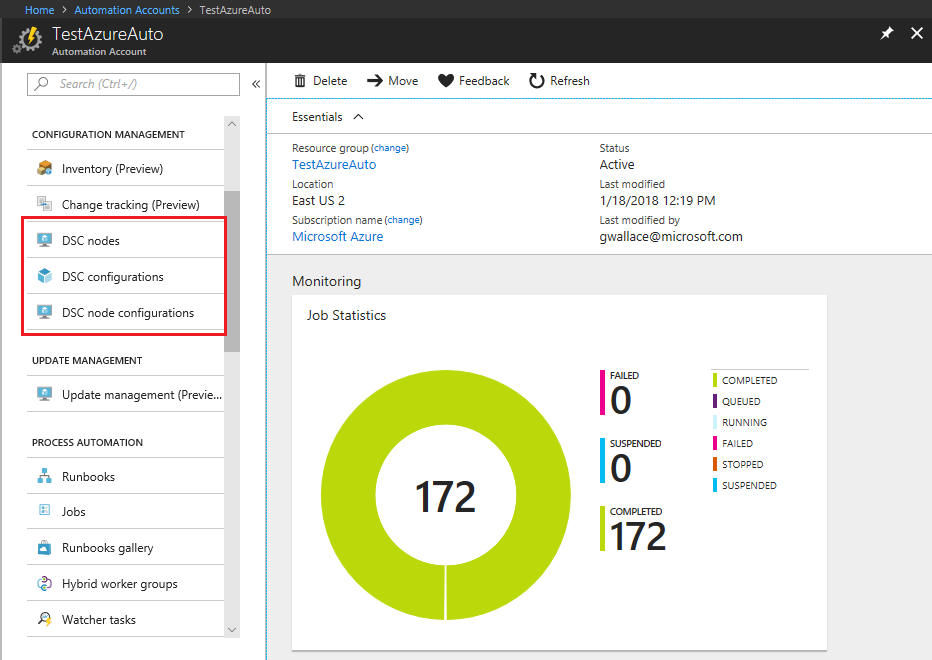 Home > Automation Accounts > TestAzureAuto
TestAzureAuto
Automation Account
Search (Ctrl+/)
«
CONFIGURATION MANAGEMENT
Inventory (Preview)
Change tracking (Preview)
DSC nodes
DSC configurations
DSC node configurations
UPDATE MANAGEMENT
Update management (Previe...
PROCESS AUTOMATION
Runbooks
Jobs
Runbooks gallery
Hybrid worker groups
Watcher tasks
Delete Move Feedback Refresh
Essentials
Resource group (change)
TestAzureAuto
Location
East US 2
Subscription name (change)
Microsoft Azure
Status
Active
Last modified
1/18/2018 12:19 PM
Last modified by
gwallace@microsoft.com
Monitoring
Job Statistics
172
FAILED
0
SUSPENDED
0
COMPLETED
172
COMPLETED
QUEUED
RUNNING
FAILED
STOPPED
SUSPENDED